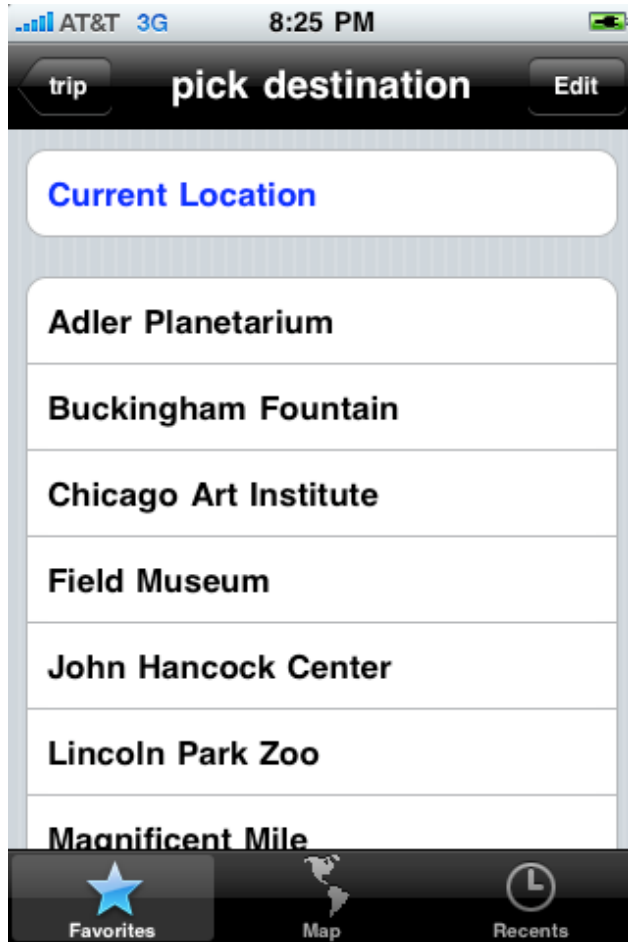 AT&T 3G 8:25 PM
trip pick destination Edit
Current Location
Adler Planetarium
Buckingham Fountain
Chicago Art Institute
Field Museum
John Hancock Center
Lincoln Park Zoo
Magnificent Mile
Favorites Map Recents